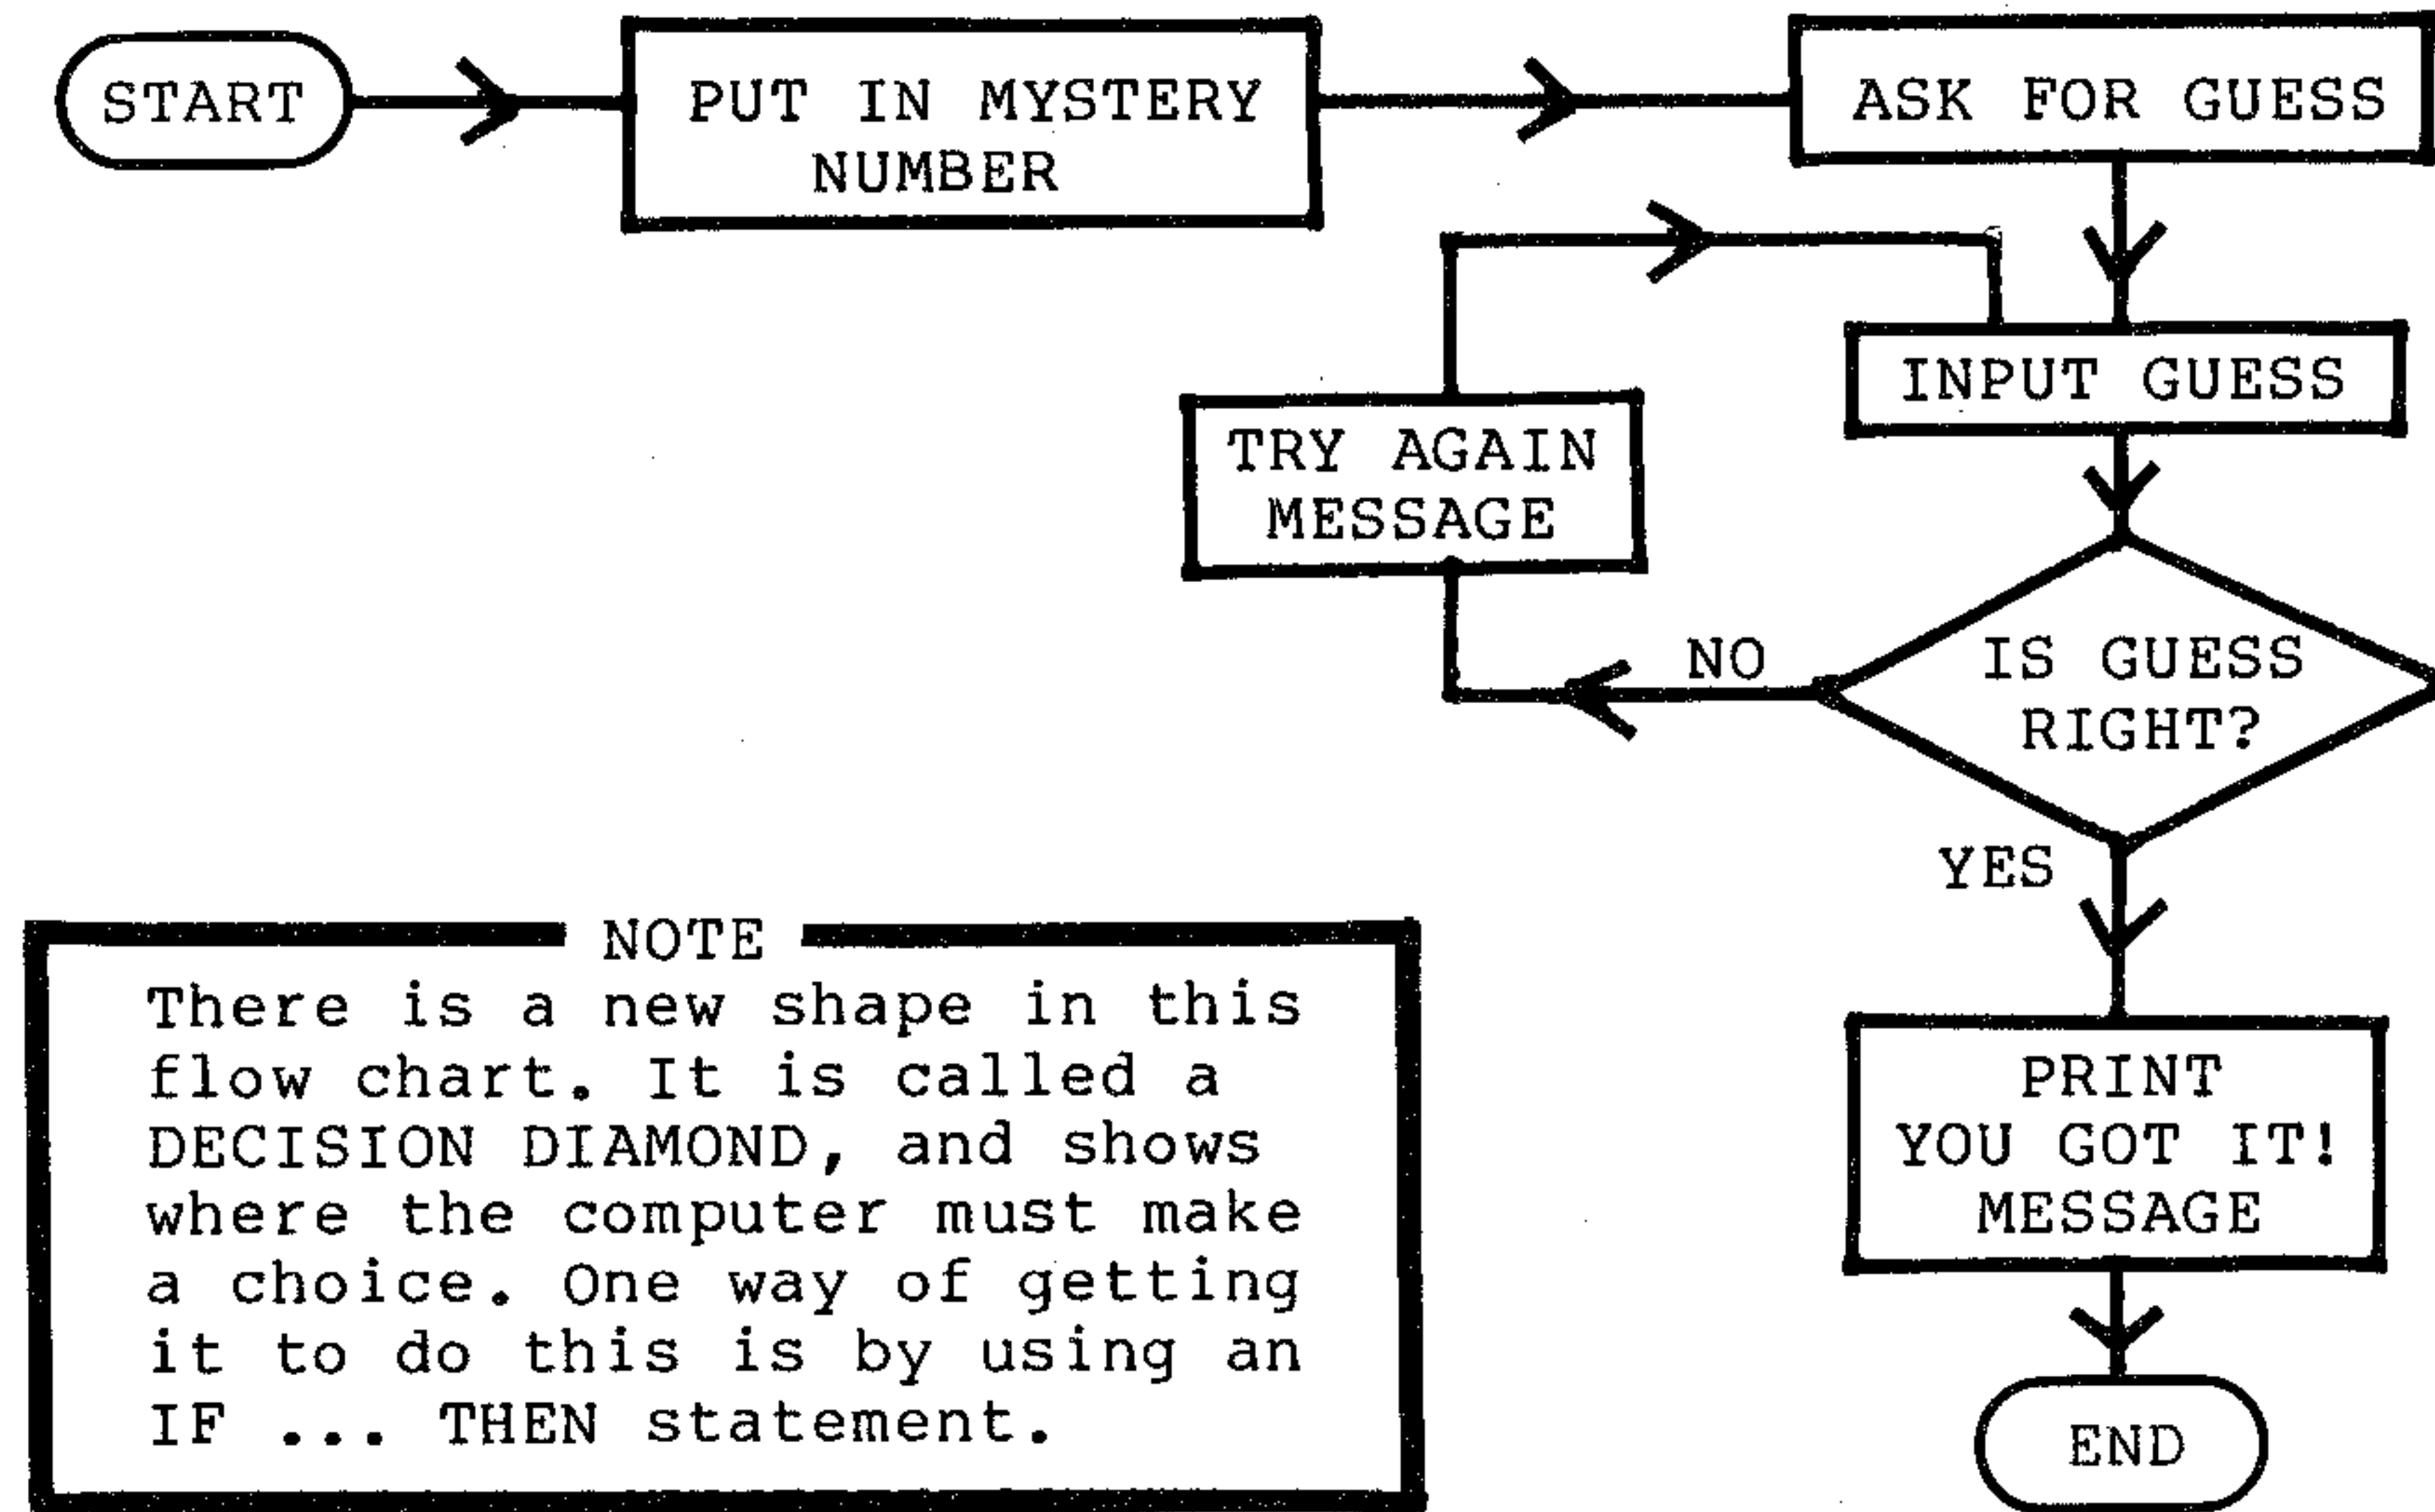 START
PUT IN MYSTERY
NUMBER
ASK FOR GUESS
INPUT GUESS
TRY AGAIN
MESSAGE
IS GUESS
RIGHT?
NO
YES
PRINT
YOU GOT IT!
MESSAGE
END
NOTE
There is a new shape in this
flow chart. It is called a
DECISION DIAMOND, and shows
where the computer must make
a choice. One way of getting
it to do this is by using an
IF ... THEN statement.